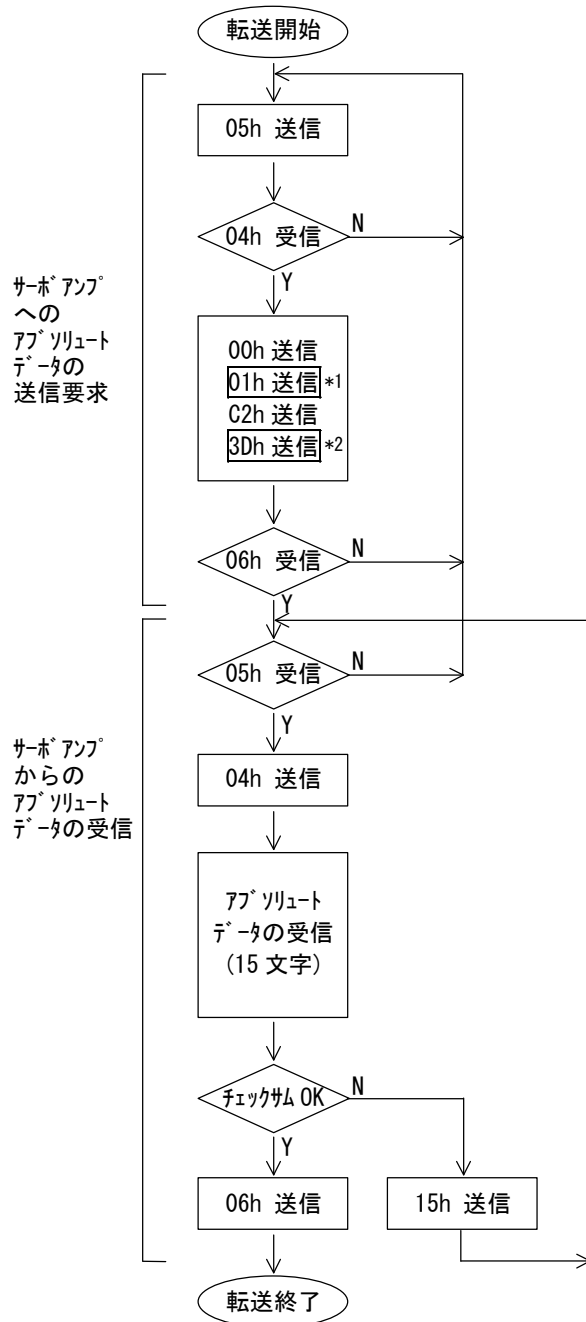 転送開始
05h 送信
04h 受信
N
Y
サーボアンプ
への
アブソリュート
データの
送信要求
00h 送信
01h 送信 *1
C2h 送信
3Dh 送信 *2
06h 受信
N
Y
05h 受信
N
Y
サーボアンプ
からの
アブソリュート
データの受信
04h 送信
アブソリュート
データの受信
(15 文字)
チェックサム OK
N
Y
06h 送信
15h 送信
転送終了